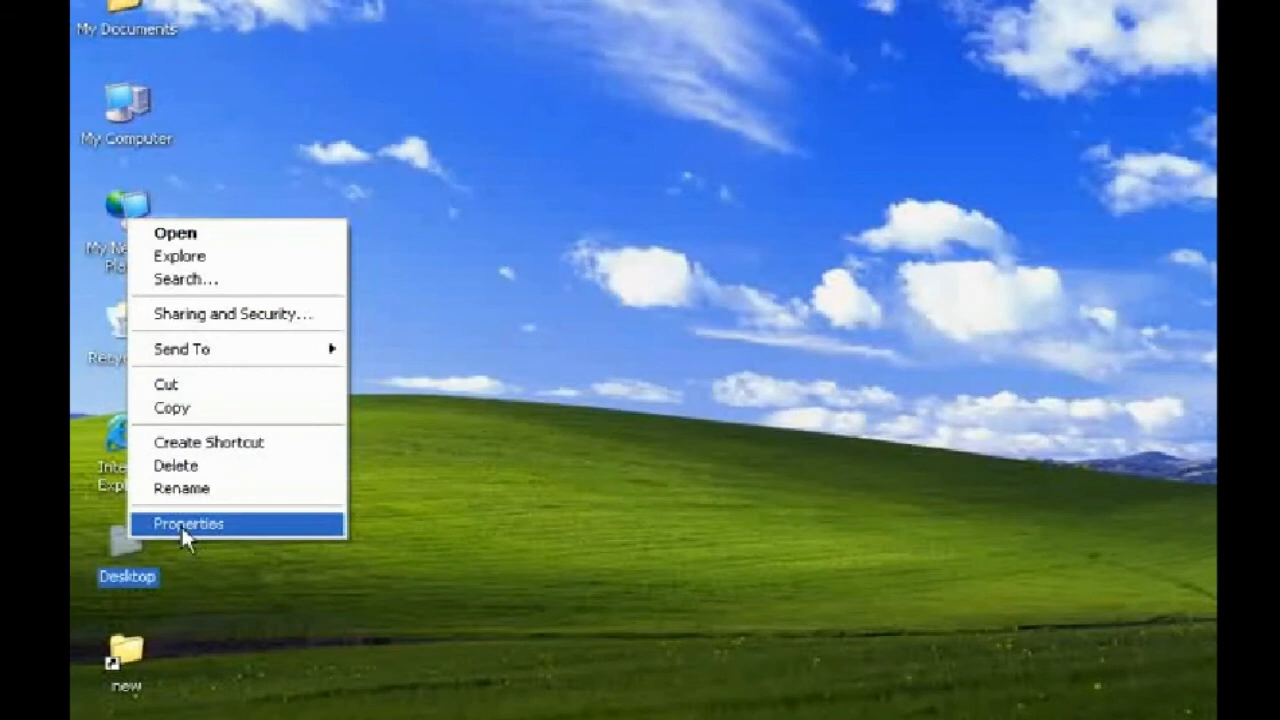 My Documents
My Computer
My Ne
Open
Explore
Search...
Sharing and Security...
Send To
Cut
Copy
Create Shortcut
Delete
Rename
Properties
Recy
Inte
Exp
Desktop
new